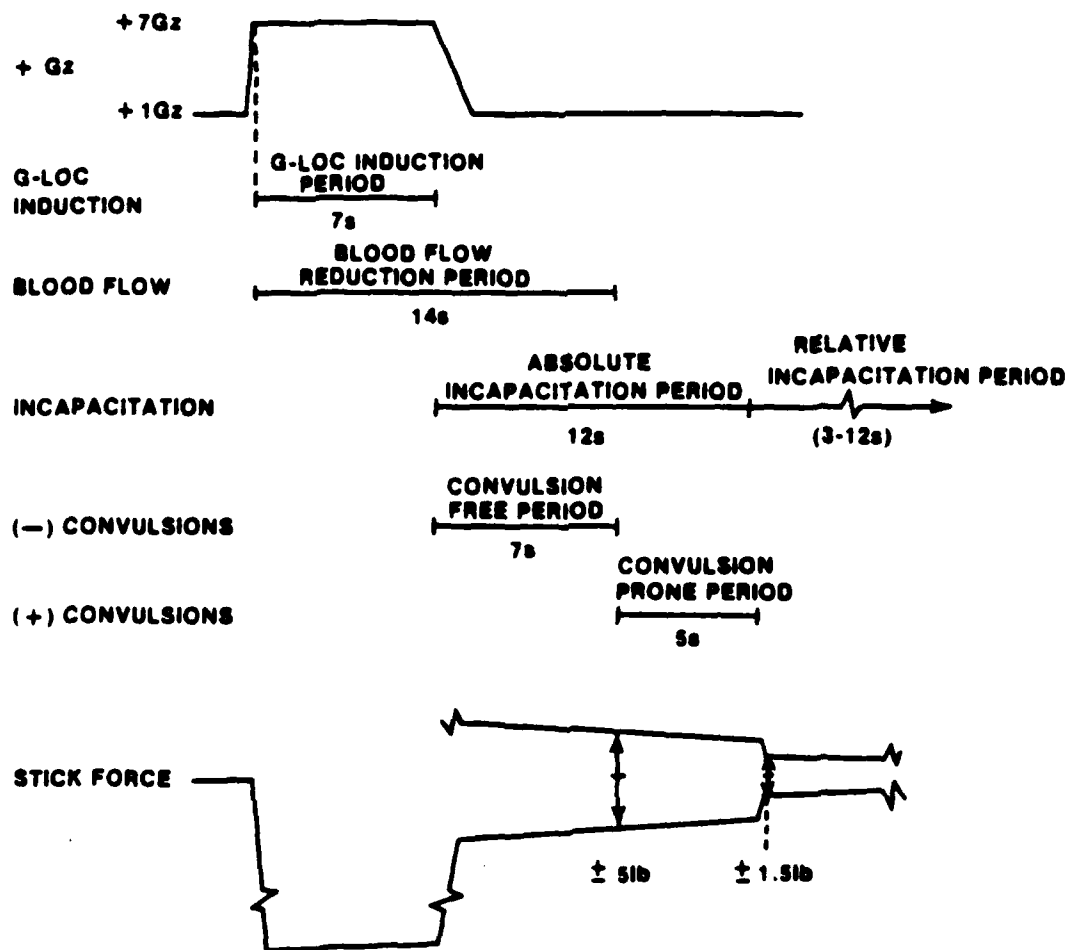 +7Gz
+ Gz
+1Gz
G-LOC INDUCTION
PERIOD
G-LOC
INDUCTION
7s
BLOOD FLOW
REDUCTION PERIOD
BLOOD FLOW
14s
ABSOLUTE
INCAPACITATION PERIOD
RELATIVE
INCAPACITATION PERIOD
INCAPACITATION
12s
(3-12s)
CONVULSION
FREE PERIOD
(−) CONVULSIONS
7s
CONVULSION
PRONE PERIOD
(+) CONVULSIONS
5s
STICK FORCE
± 5lb
± 1.5lb